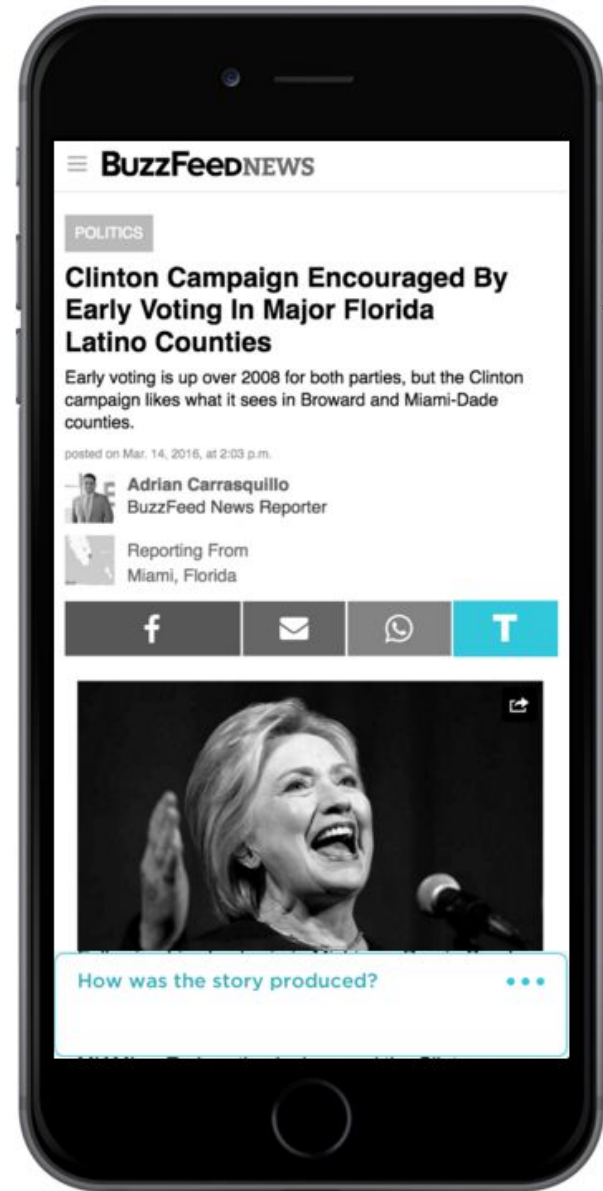 BuzzFeedNEWS
POLITICS
Clinton Campaign Encouraged By
Early Voting In Major Florida
Latino Counties
Early voting is up over 2008 for both parties, but the Clinton
campaign likes what it sees in Broward and Miami-Dade
counties.
posted on Mar. 14, 2016, at 2:03 p.m.
Adrian Carrasquillo
BuzzFeed News Reporter
Reporting From
Miami, Florida
f
T
How was the story produced?